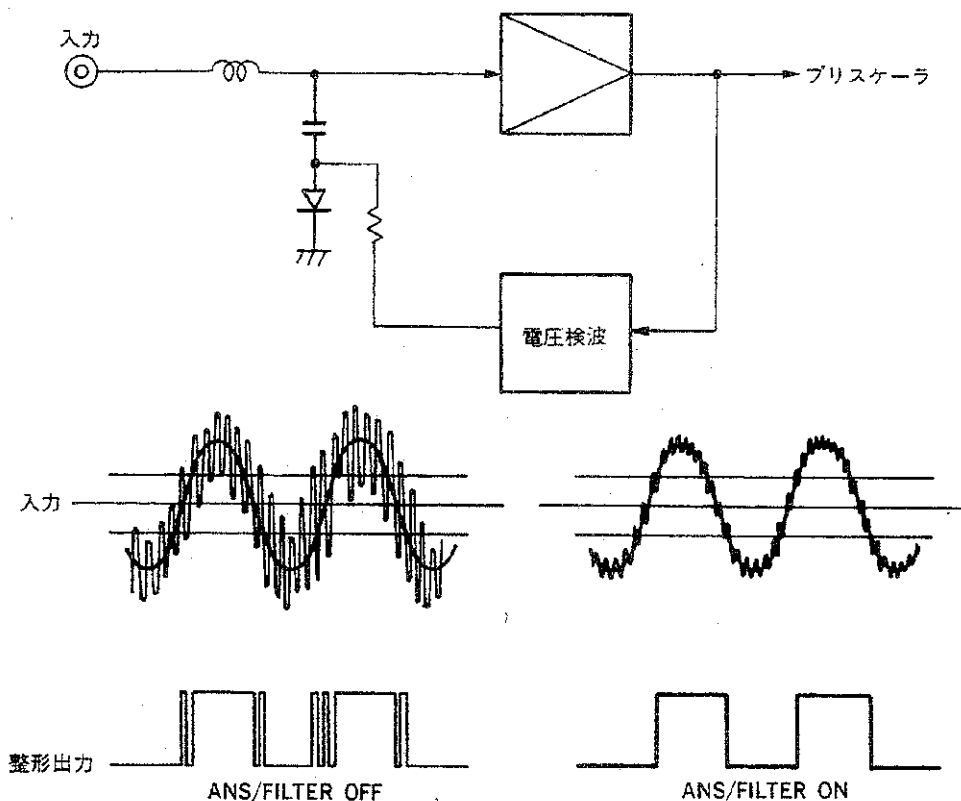 入力
プリスケーラ
電圧検波
入力
整形出力
ANS/FILTER OFF
ANS/FILTER ON